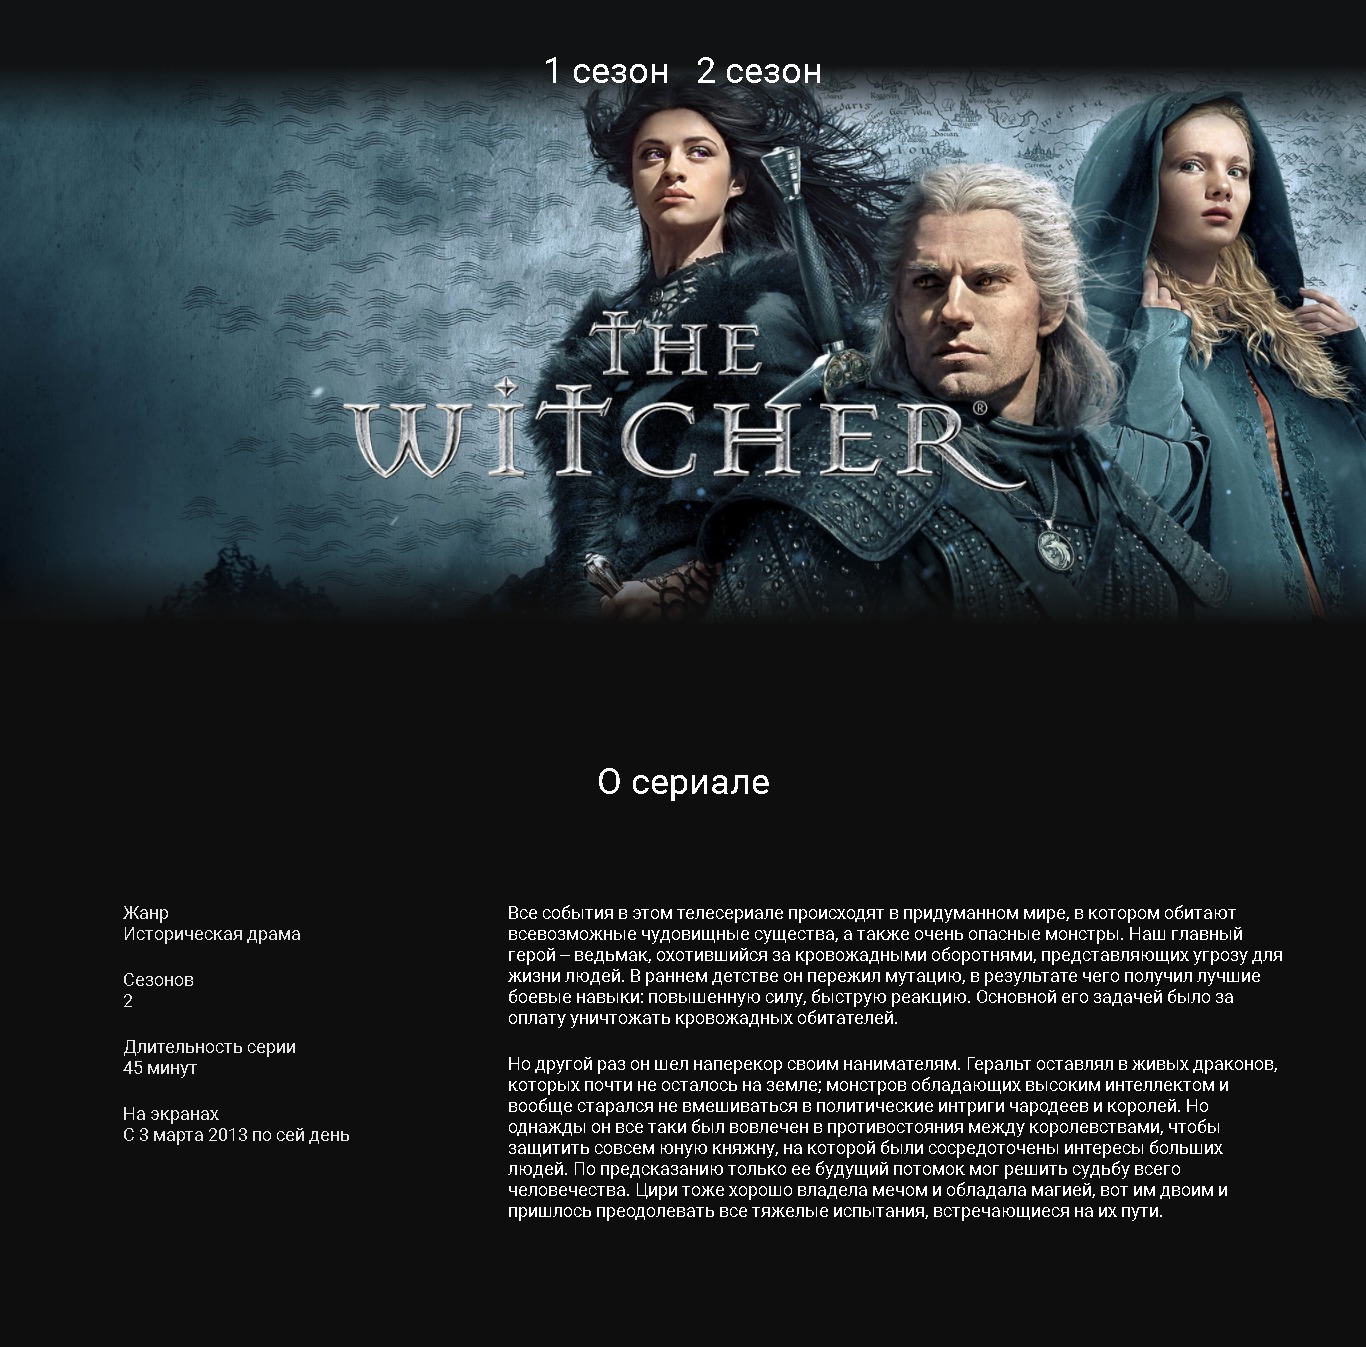 1 сезон 2 сезон
THE
WITCHER®
О сериале
Жанр
Историческая драма
Сезонов
2
Длительность серии
45 минут
На экранах
С 3 марта 2013 по сей день
Все события в этом телесериале происходят в придуманном мире, в котором обитают
всевозможные чудовищные существа, а также очень опасные монстры. Наш главный
герой – ведьмак, охотившийся за кровожадными оборотнями, представляющих угрозу для
жизни людей. В раннем детстве он пережил мутацию, в результате чего получил лучшие
боевые навыки: повышенную силу, быструю реакцию. Основной его задачей было за
оплату уничтожать кровожадных обитателей.
Но другой раз он шел наперекор своим нанимателям. Геральт оставлял в живых драконов,
которых почти не осталось на земле; монстров обладающих высоким интеллектом и
вообще старался не вмешиваться в политические интриги чародеев и королей. Но
однажды он все таки был вовлечен в противостояния между королевствами, чтобы
защитить совсем юную княжну, на которой были сосредоточены интересы больших
людей. По предсказанию только ее будущий потомок мог решить судьбу всего
человечества. Цири тоже хорошо владела мечом и обладала магией, вот им двоим и
пришлось преодолевать все тяжелые испытания, встречающиеся на их пути.